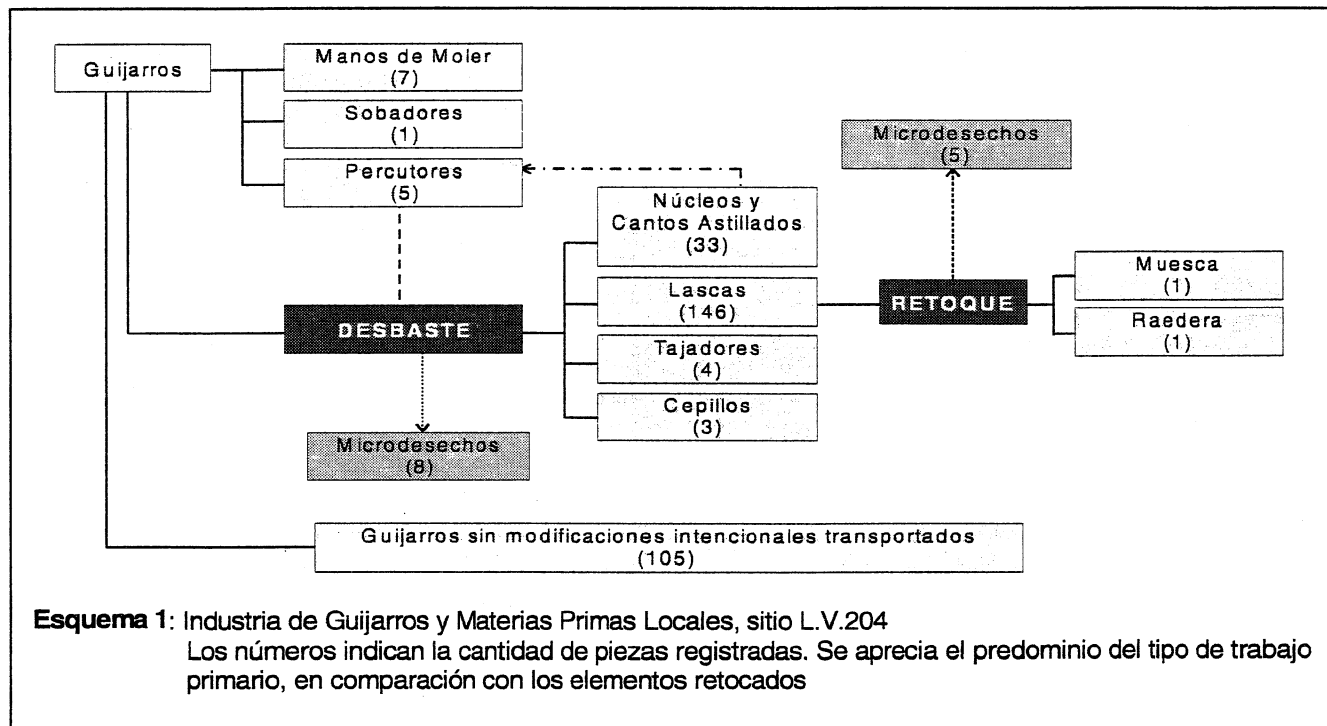 Guijarros
Manos de Moler
(7)
Sobadores
(1)
Percutores
(5)
Microdesechos
(5)
Núcleos y
Cantos Astillados
(33)
Lascas
(146)
Tajadores
(4)
Cepillos
(3)
DESBASTE
RETOQUE
Muesca
(1)
Raedera
(1)
Microdesechos
(8)
Guijarros sin modificaciones intencionales transportados
(105)
Esquema 1: Industria de Guijarros y Materias Primas Locales, sitio L.V.204
Los números indican la cantidad de piezas registradas. Se aprecia el predominio del tipo de trabajo
primario, en comparación con los elementos retocados